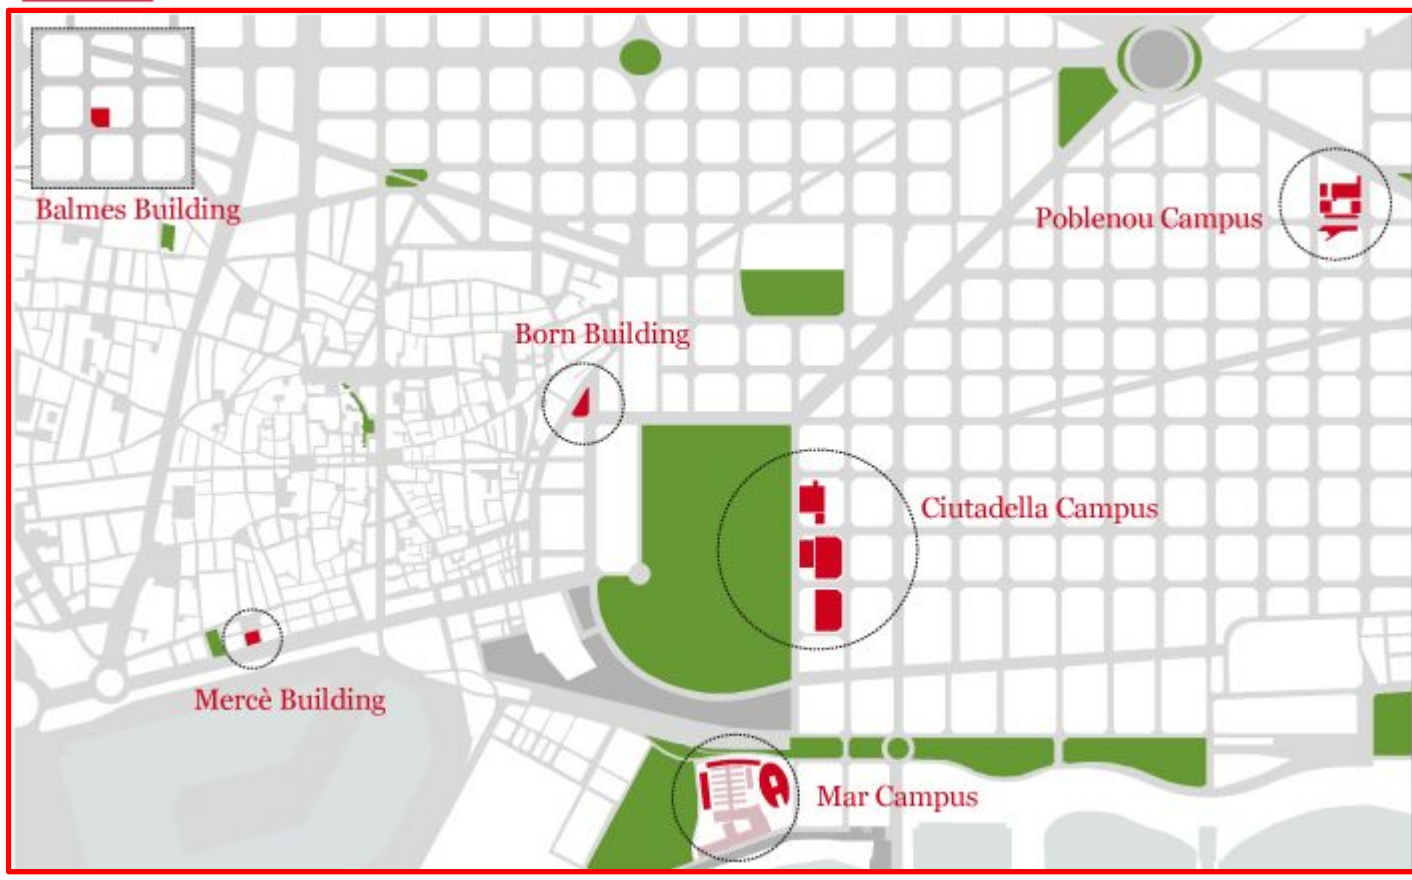 Balmes Building
Poblenou Campus
Born Building
Ciutadella Campus
Mercè Building
Mar Campus